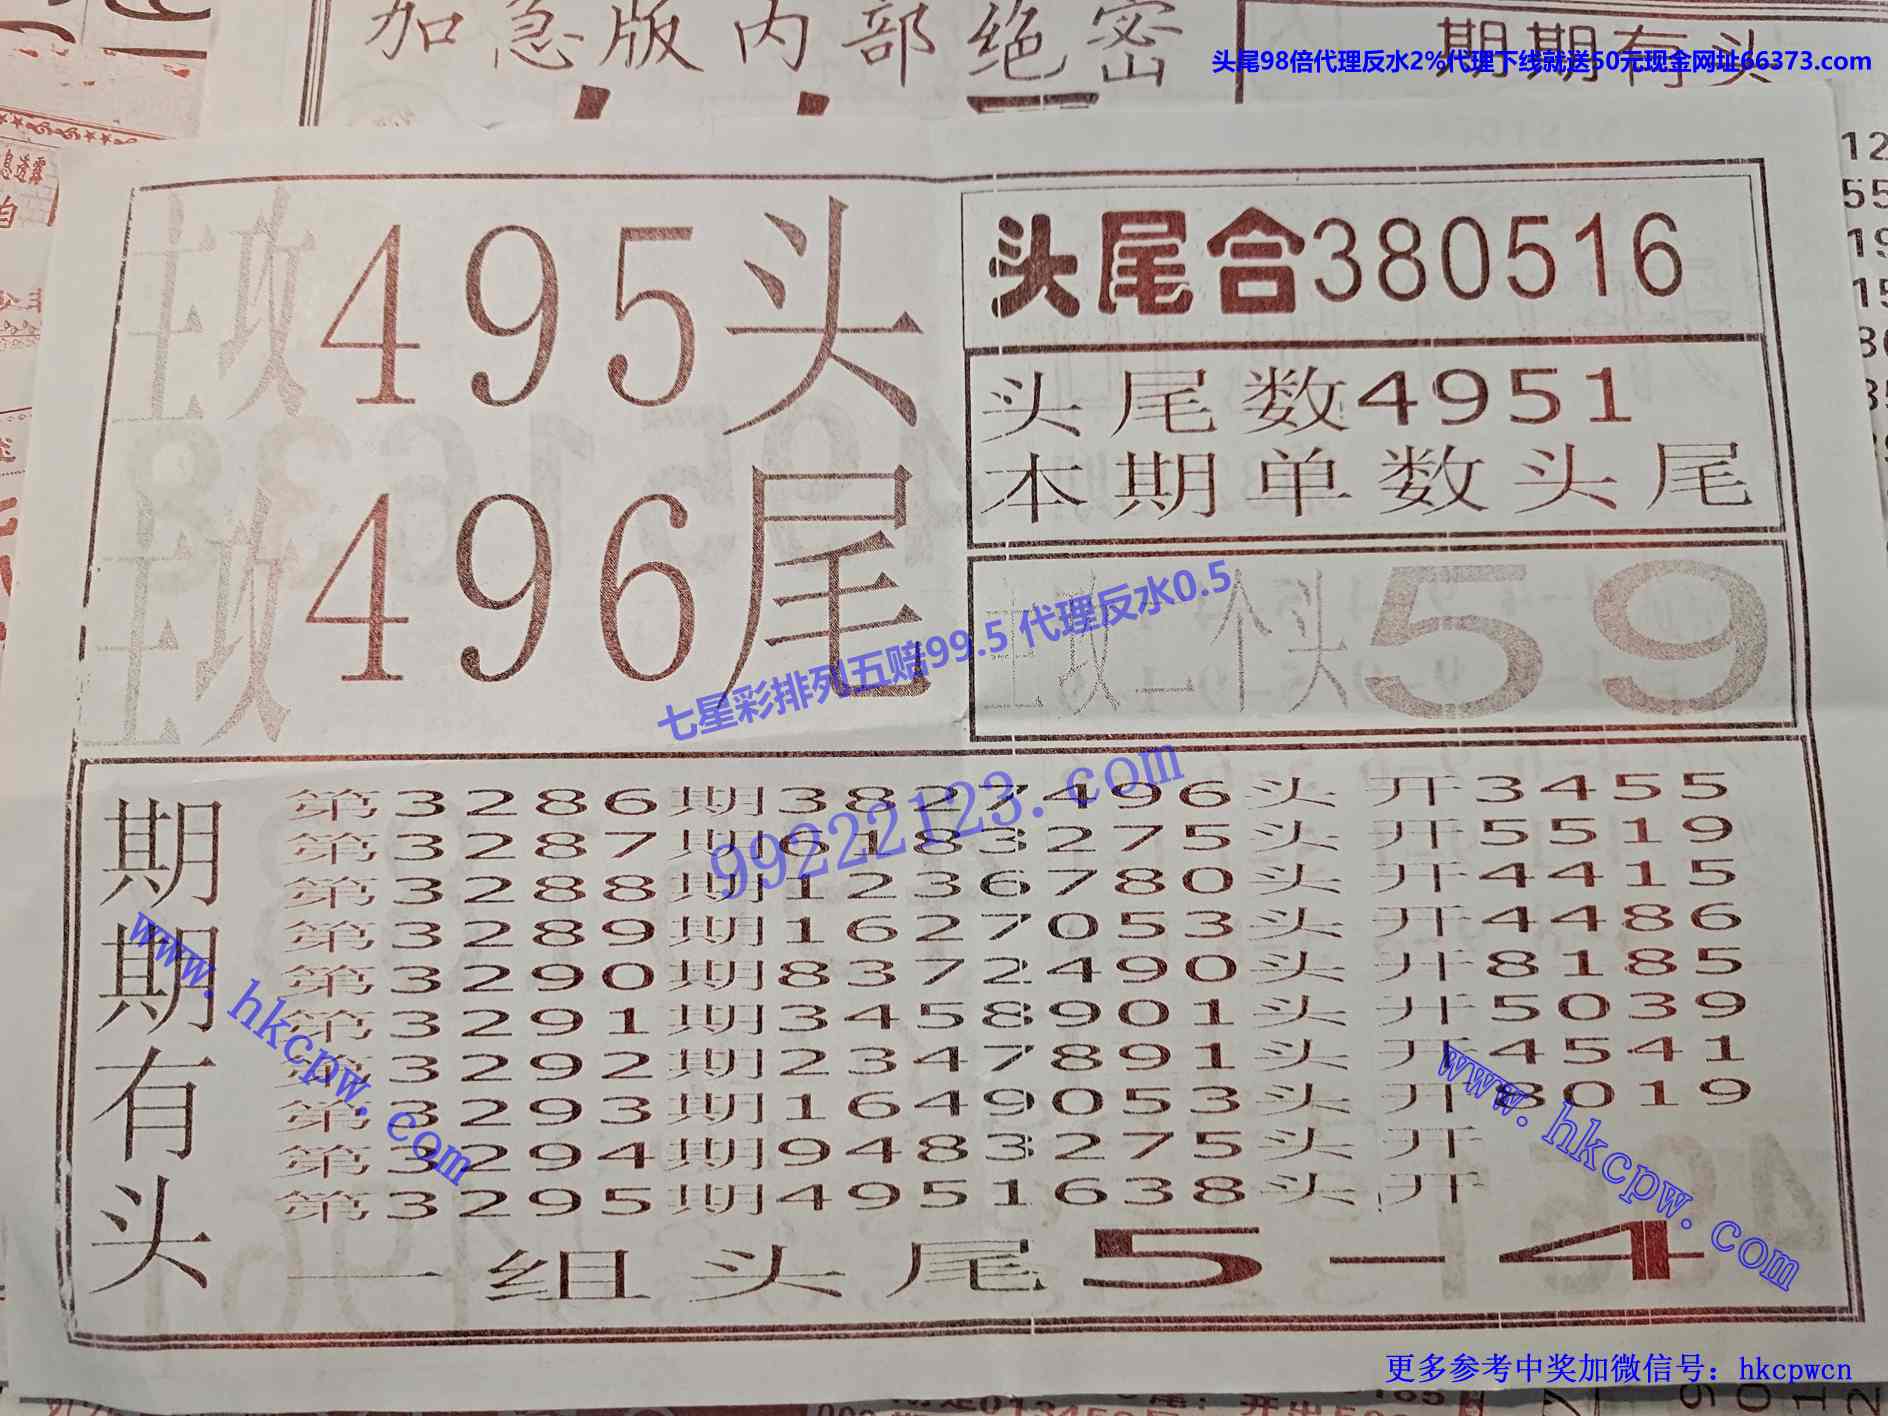 加急版内部绝密
期期有头
头尾98倍代理反水2%代理下线就送50元现金网址66373.com
主攻495头
主攻496尾
头尾合380516
头尾数4951
本期单数头尾
主攻一个头59
七星彩排列五赔99.5 代理反水0.5
99222123.com
期期有头
第3286期3827496头 开3455
第3287期6183275头 开5519
第3288期1236780头 开4415
第3289期1627053头 开4486
第3290期8372490头 开8185
第3291期3458901头 开5039
第3292期2347891头 开4541
第3293期1649053头 开8019
第3294期9483275头 开
第3295期4951638头 开
一组头尾5-4
www.hkcpw.com
www.hkcpw.com
更多参考中奖加微信号：hkcpwcn